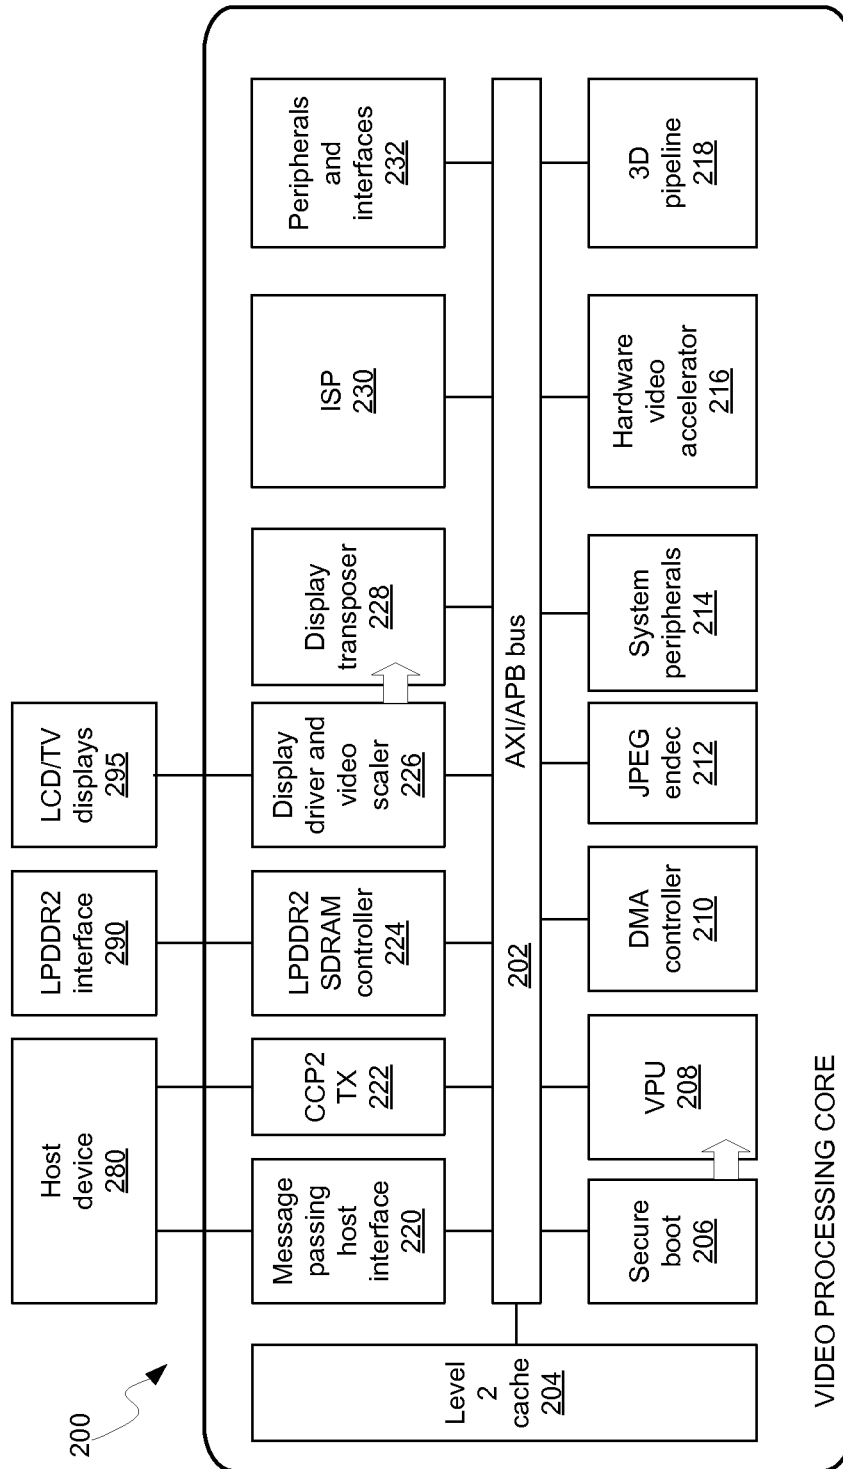 200
Host
device
280
LPDDR2
interface
290
LCD/TV
displays
295
Level
2
cache
204
Message
passing
host
interface
220
CCP2
TX
222
LPDDR2
SDRAM
controller
224
Display
driver and
video
scaler
226
Display
transposer
228
ISP
230
Peripherals
and
interfaces
232
202
AXI/APB bus
Secure
boot
206
VPU
208
DMA
controller
210
JPEG
endec
212
System
peripherals
214
Hardware
video
accelerator
216
3D
pipeline
218
VIDEO PROCESSING CORE